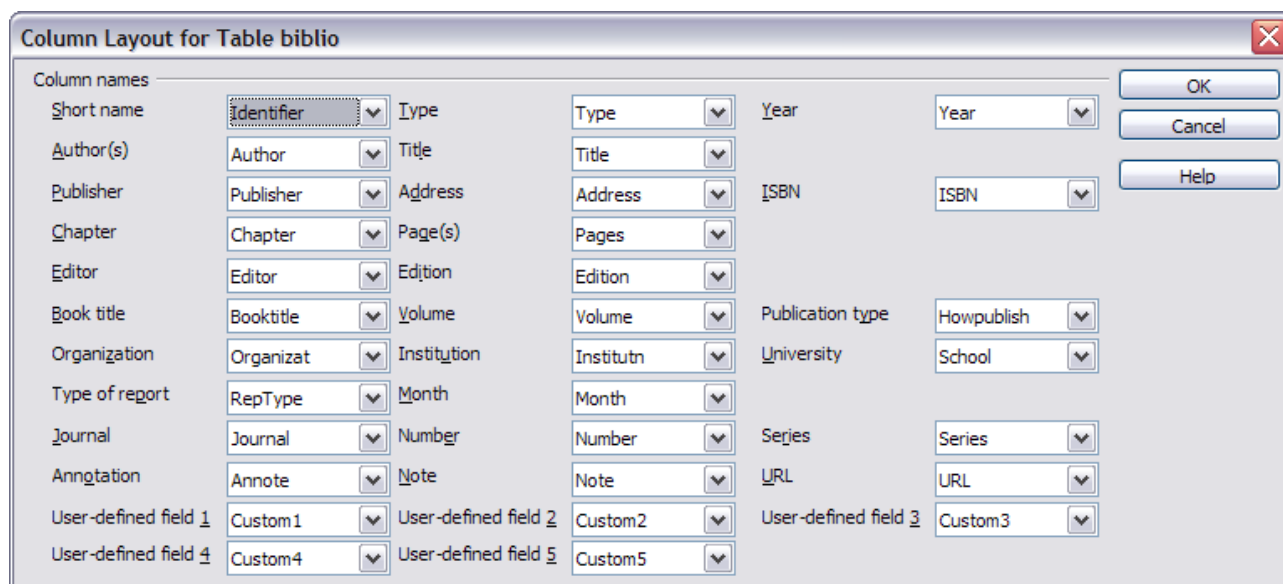 Column Layout for Table biblio
Column names
OK
Short name Identifier Type Type Year Year
Cancel
Author(s) Author Title Title
Help
Publisher Publisher Address Address ISBN ISBN
Chapter Chapter Page(s) Pages
Editor Editor Edition Edition
Book title Booktitle Volume Volume Publication type Howpublish
Organization Organizat Institution Institutn University School
Type of report RepType Month Month
Journal Journal Number Number Series Series
Annotation Annote Note Note URL URL
User-defined field 1 Custom1 User-defined field 2 Custom2 User-defined field 3 Custom3
User-defined field 4 Custom4 User-defined field 5 Custom5